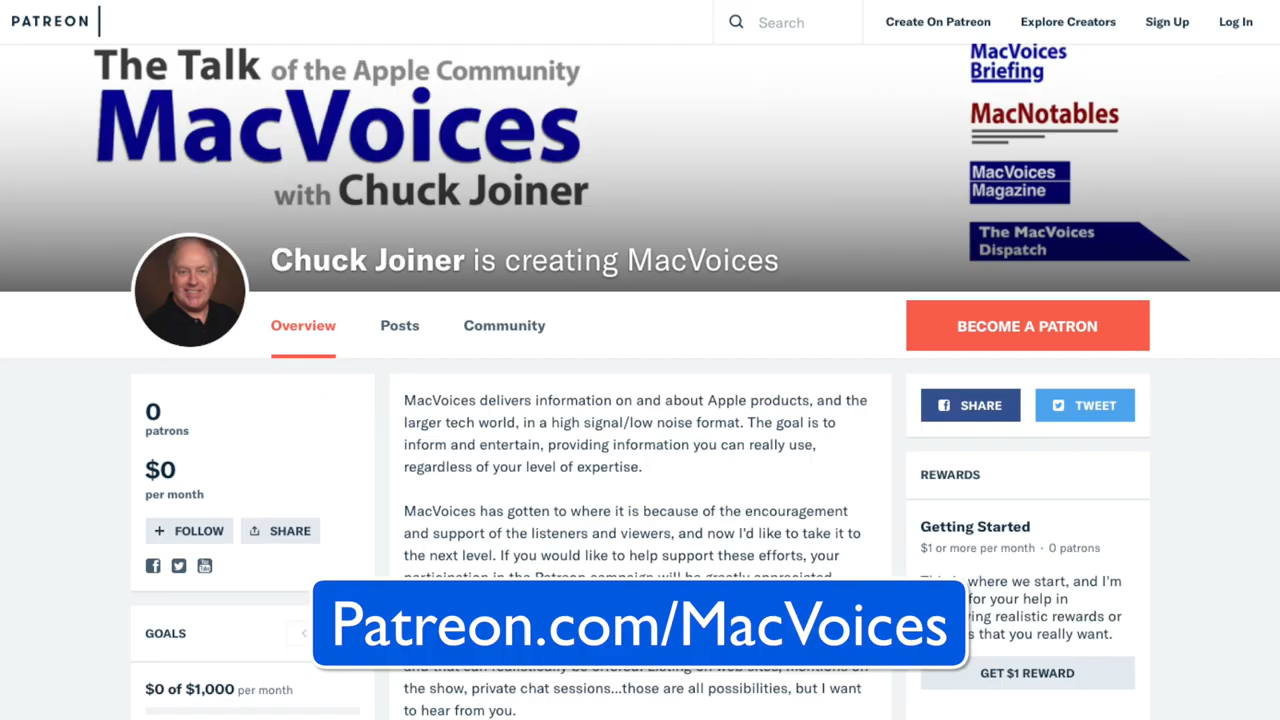 PATREON
Search
Create On Patreon
Explore Creators
Sign Up
Log In
The Talk of the Apple Community
MacVoices
with Chuck Joiner
MacVoices
Briefing
MacNotables
MacVoices
Magazine
The MacVoices
Dispatch
Chuck Joiner is creating MacVoices
Overview
Posts
Community
BECOME A PATRON
0
patrons
$0
per month
+ FOLLOW
SHARE
GOALS
$0 of $1,000 per month
MacVoices delivers information on and about Apple products, and the
larger tech world, in a high signal/low noise format. The goal is to
inform and entertain, providing information you can really use,
regardless of your level of expertise.
MacVoices has gotten to where it is because of the encouragement
and support of the listeners and viewers, and now I'd like to take it to
the next level. If you would like to help support these efforts, your
participation in the Patreon campaign will be greatly appreciated
Patreon.com/MacVoices
the show, private chat sessions...those are all possibilities, but I want
to hear from you.
SHARE
TWEET
REWARDS
Getting Started
$1 or more per month · 0 patrons
where we start, and I'm
for your help in
realistic rewards or
that you really want.
GET $1 REWARD